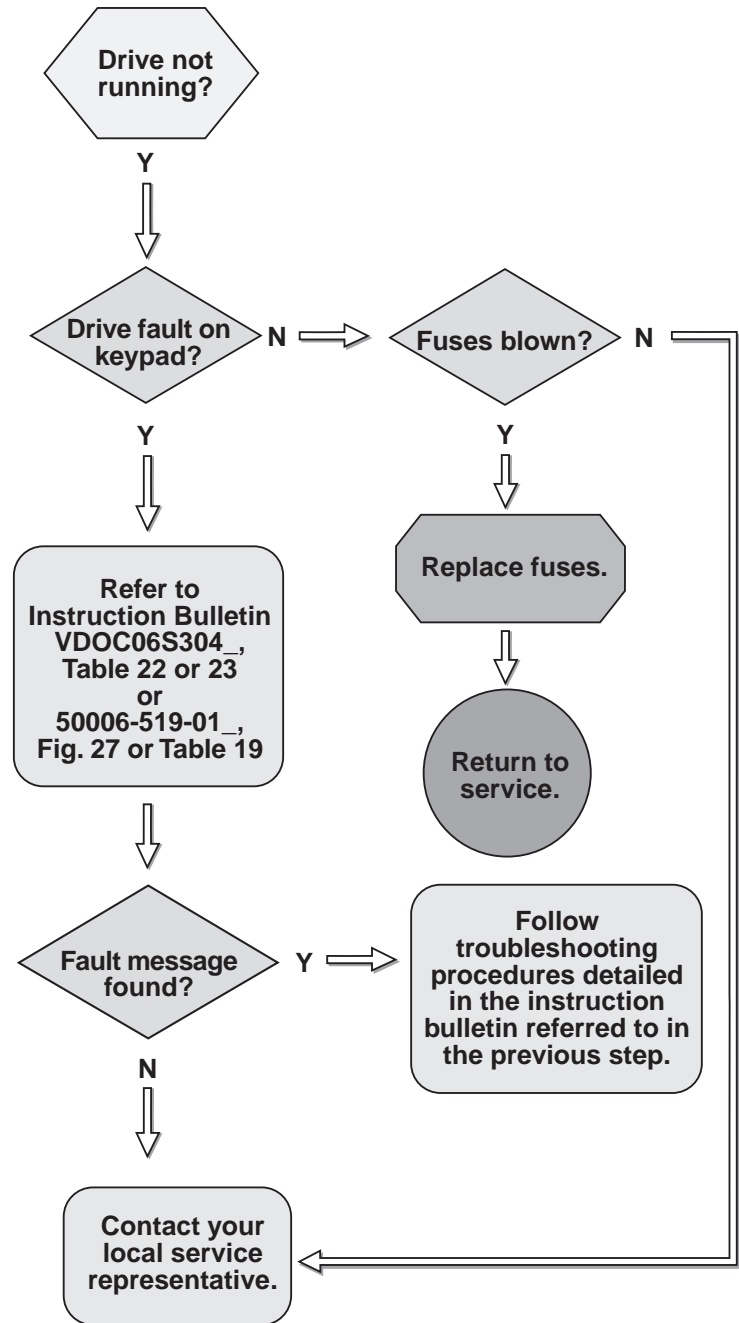 Drive not
running?
Y
Drive fault on
keypad?
N
Fuses blown?
N
Y
Y
Replace fuses.
Return to
service.
Refer to
Instruction Bulletin
VDOC06S304_,
Table 22 or 23
or
50006-519-01_,
Fig. 27 or Table 19
Fault message
found?
Y
Follow
troubleshooting
procedures detailed
in the instruction
bulletin referred to in
the previous step.
N
Contact your
local service
representative.